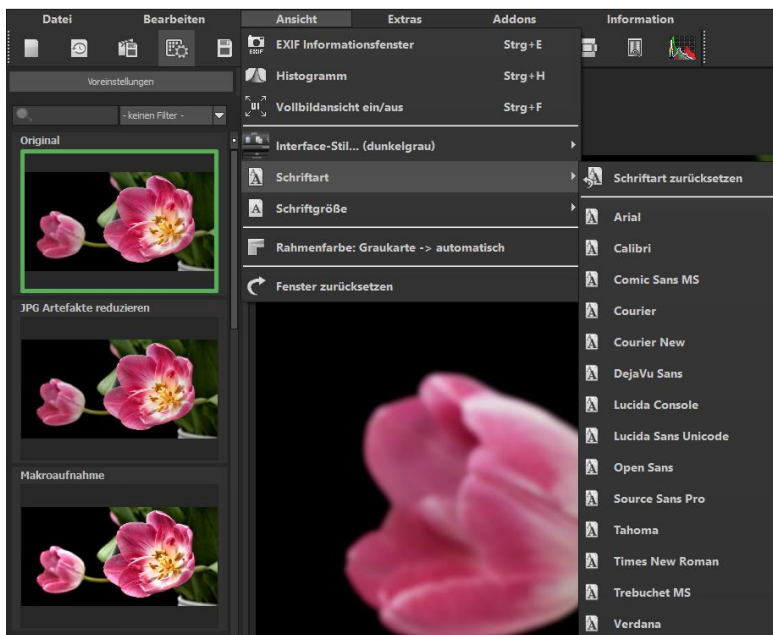 Datei Bearbeiten Ansicht Extras Addons Information
Voreinstellungen
- keinen Filter -
Original
JPG Artefakte reduzieren
Makroaufnahme
EXIF
EXIF Informationsfenster Strg+E
Histogramm Strg+H
UI
Vollbildansicht ein/aus Strg+F
Interface-Stil... (dunkelgrau)
A Schriftart
A Schriftgröße
Rahmenfarbe: Graukarte -> automatisch
Fenster zurücksetzen
A Schriftart zurücksetzen
A Arial
A Calibri
A Comic Sans MS
A Courier
A Courier New
A DejaVu Sans
A Lucida Console
A Lucida Sans Unicode
A Open Sans
A Source Sans Pro
A Tahoma
A Times New Roman
A Trebuchet MS
A Verdana